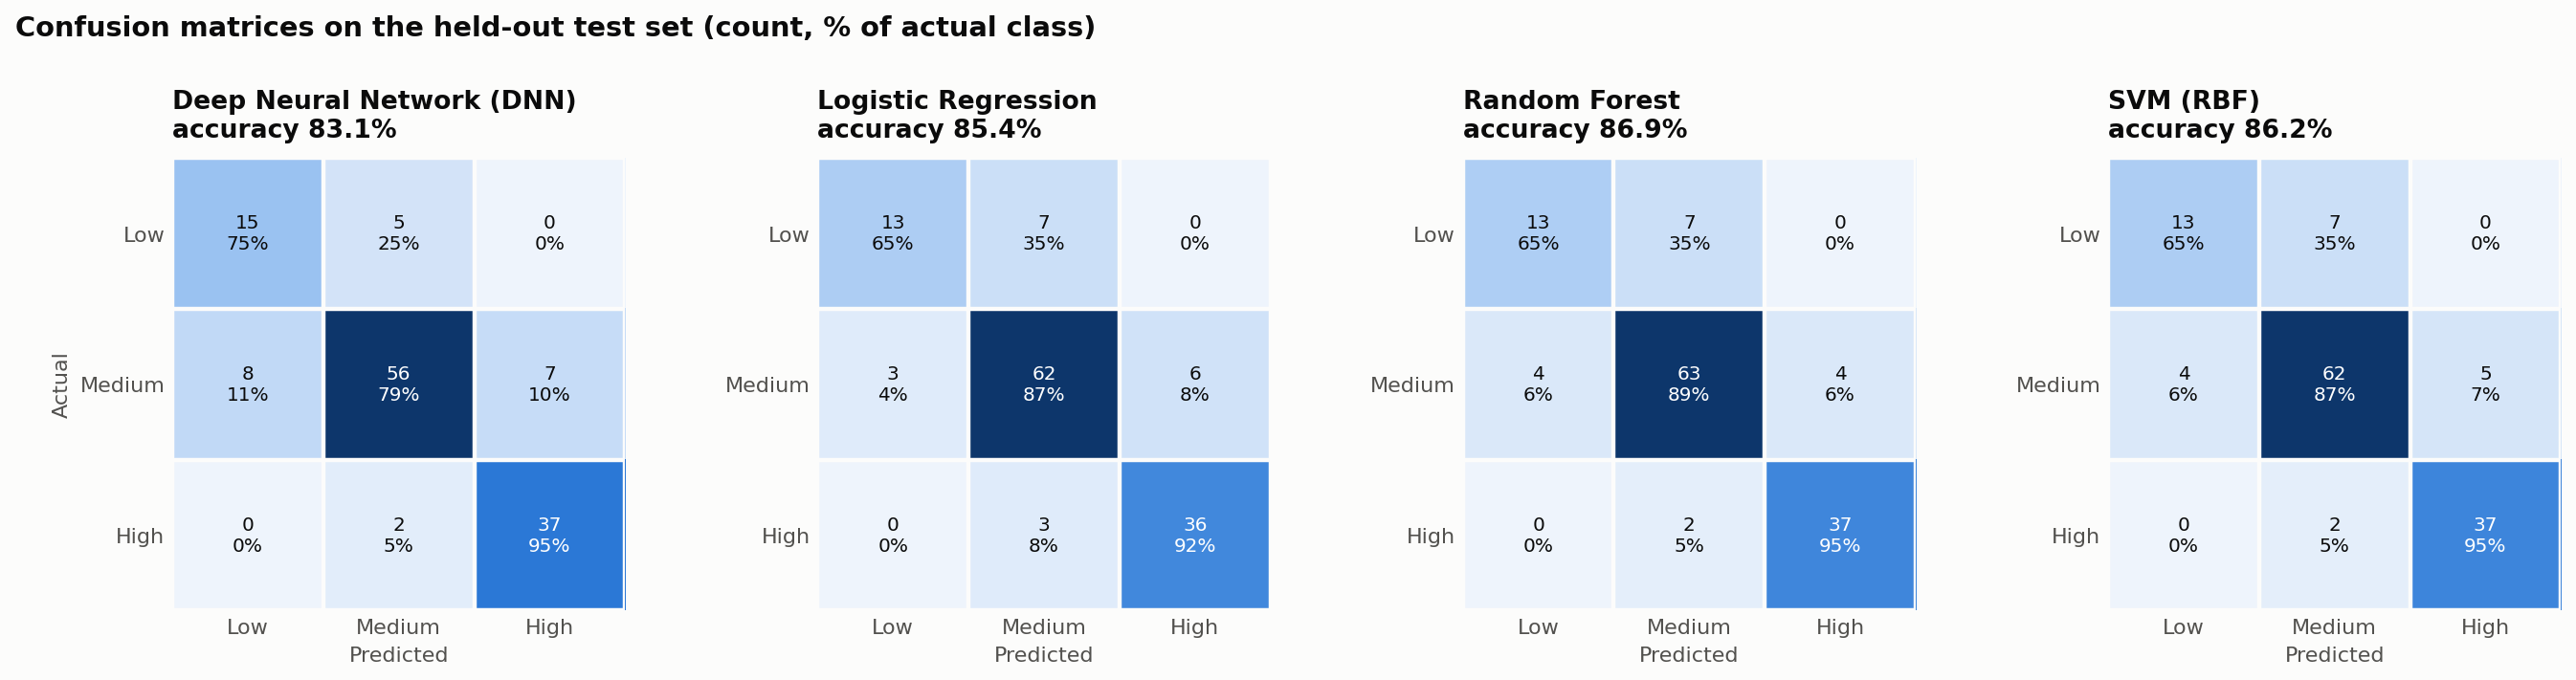 Confusion matrices on the held-out test set (count, % of actual class)
Deep Neural Network (DNN)
accuracy 83.1%
Actual
Low
15
75%
5
25%
0
0%
Medium
8
11%
56
79%
7
10%
High
0
0%
2
5%
37
95%
Low
Medium
High
Predicted
Logistic Regression
accuracy 85.4%
Low
13
65%
7
35%
0
0%
Medium
3
4%
62
87%
6
8%
High
0
0%
3
8%
36
92%
Low
Medium
High
Predicted
Random Forest
accuracy 86.9%
Low
13
65%
7
35%
0
0%
Medium
4
6%
63
89%
4
6%
High
0
0%
2
5%
37
95%
Low
Medium
High
Predicted
SVM (RBF)
accuracy 86.2%
Low
13
65%
7
35%
0
0%
Medium
4
6%
62
87%
5
7%
High
0
0%
2
5%
37
95%
Low
Medium
High
Predicted